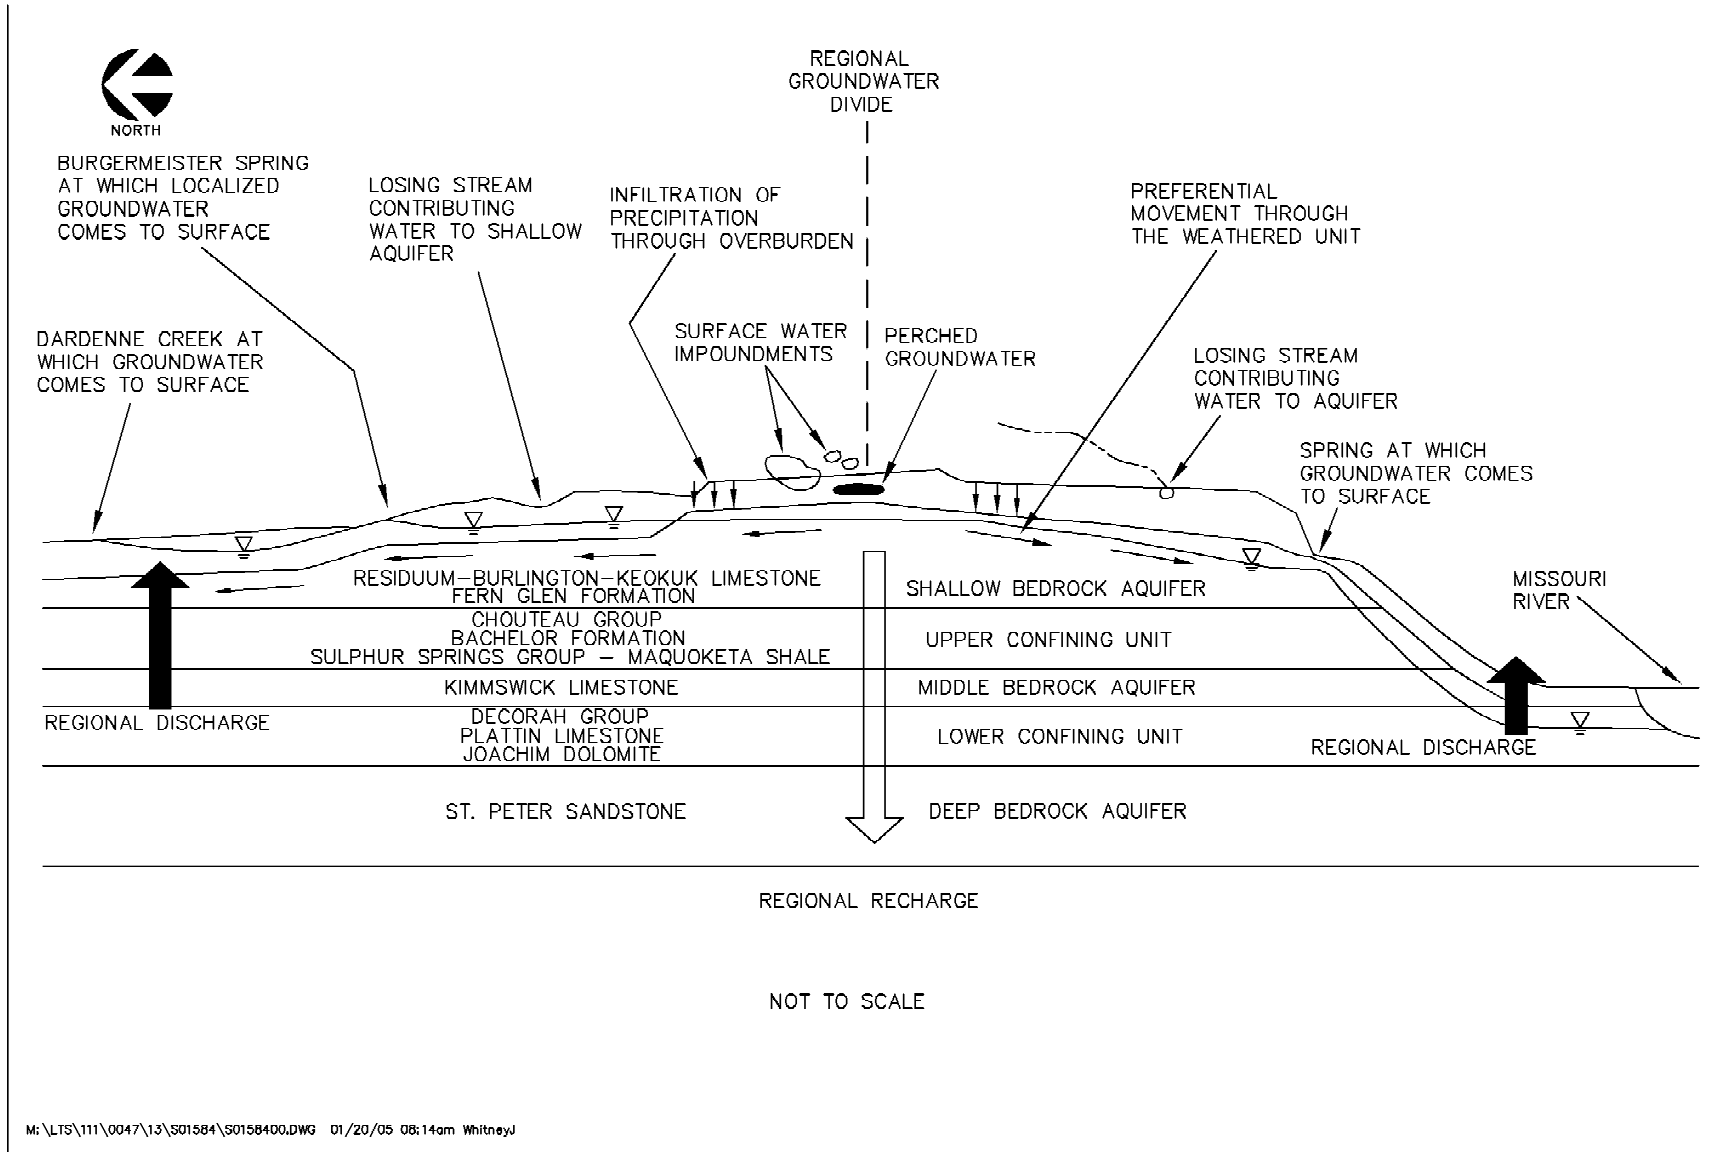 REGIONAL
GROUNDWATER
DIVIDE
NORTH
BURGERMEISTER SPRING
AT WHICH LOCALIZED
GROUNDWATER
COMES TO SURFACE
LOSING STREAM
CONTRIBUTING
WATER TO SHALLOW
AQUIFER
INFILTRATION OF
PRECIPITATION
THROUGH OVERBURDEN
PREFERENTIAL
MOVEMENT THROUGH
THE WEATHERED UNIT
DARDENNE CREEK AT
WHICH GROUNDWATER
COMES TO SURFACE
SURFACE WATER
IMPOUNDMENTS
PERCHED
GROUNDWATER
LOSING STREAM
CONTRIBUTING
WATER TO AQUIFER
SPRING AT WHICH
GROUNDWATER COMES
TO SURFACE
MISSOURI
RIVER
RESIDUUM-BURLINGTON-KEOKUK LIMESTONE
FERN GLEN FORMATION
SHALLOW BEDROCK AQUIFER
CHOUTEAU GROUP
BACHELOR FORMATION
SULPHUR SPRINGS GROUP - MAQUOKETA SHALE
UPPER CONFINING UNIT
KIMMSWICK LIMESTONE
MIDDLE BEDROCK AQUIFER
REGIONAL DISCHARGE
DECORAH GROUP
PLATTIN LIMESTONE
JOACHIM DOLOMITE
LOWER CONFINING UNIT
REGIONAL DISCHARGE
ST. PETER SANDSTONE
DEEP BEDROCK AQUIFER
REGIONAL RECHARGE
NOT TO SCALE
M:\LTS\111\0047\13\S01584\S0158400.DWG 01/20/05 08:14am WhitneyJ